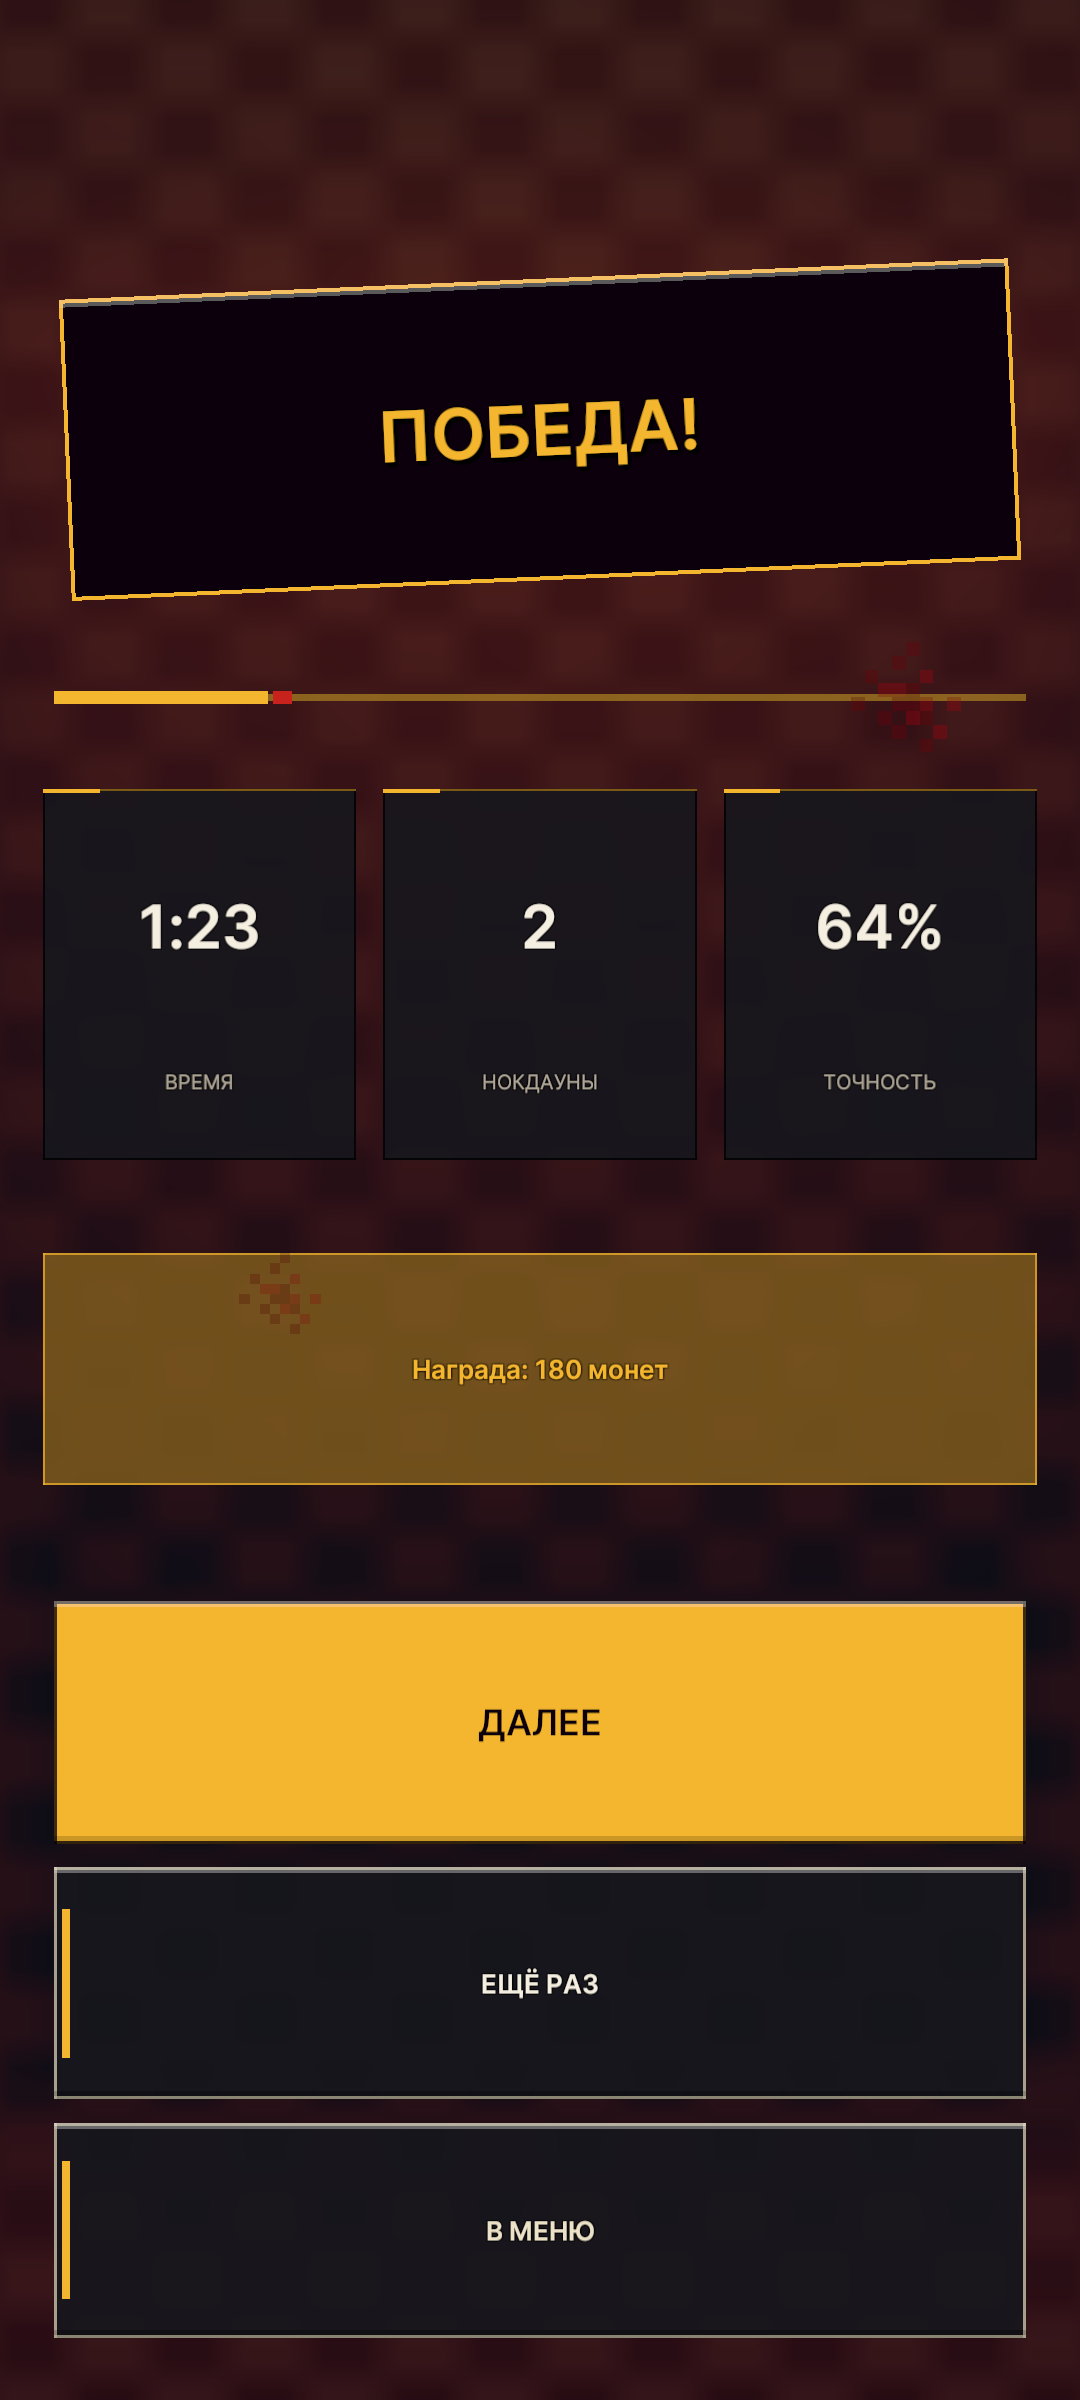 ПОБЕДА!
1:23
2
64%
ВРЕМЯ
НОКДАУНЫ
ТОЧНОСТЬ
Награда: 180 монет
ДАЛЕЕ
ЕЩЁ РАЗ
В МЕНЮ